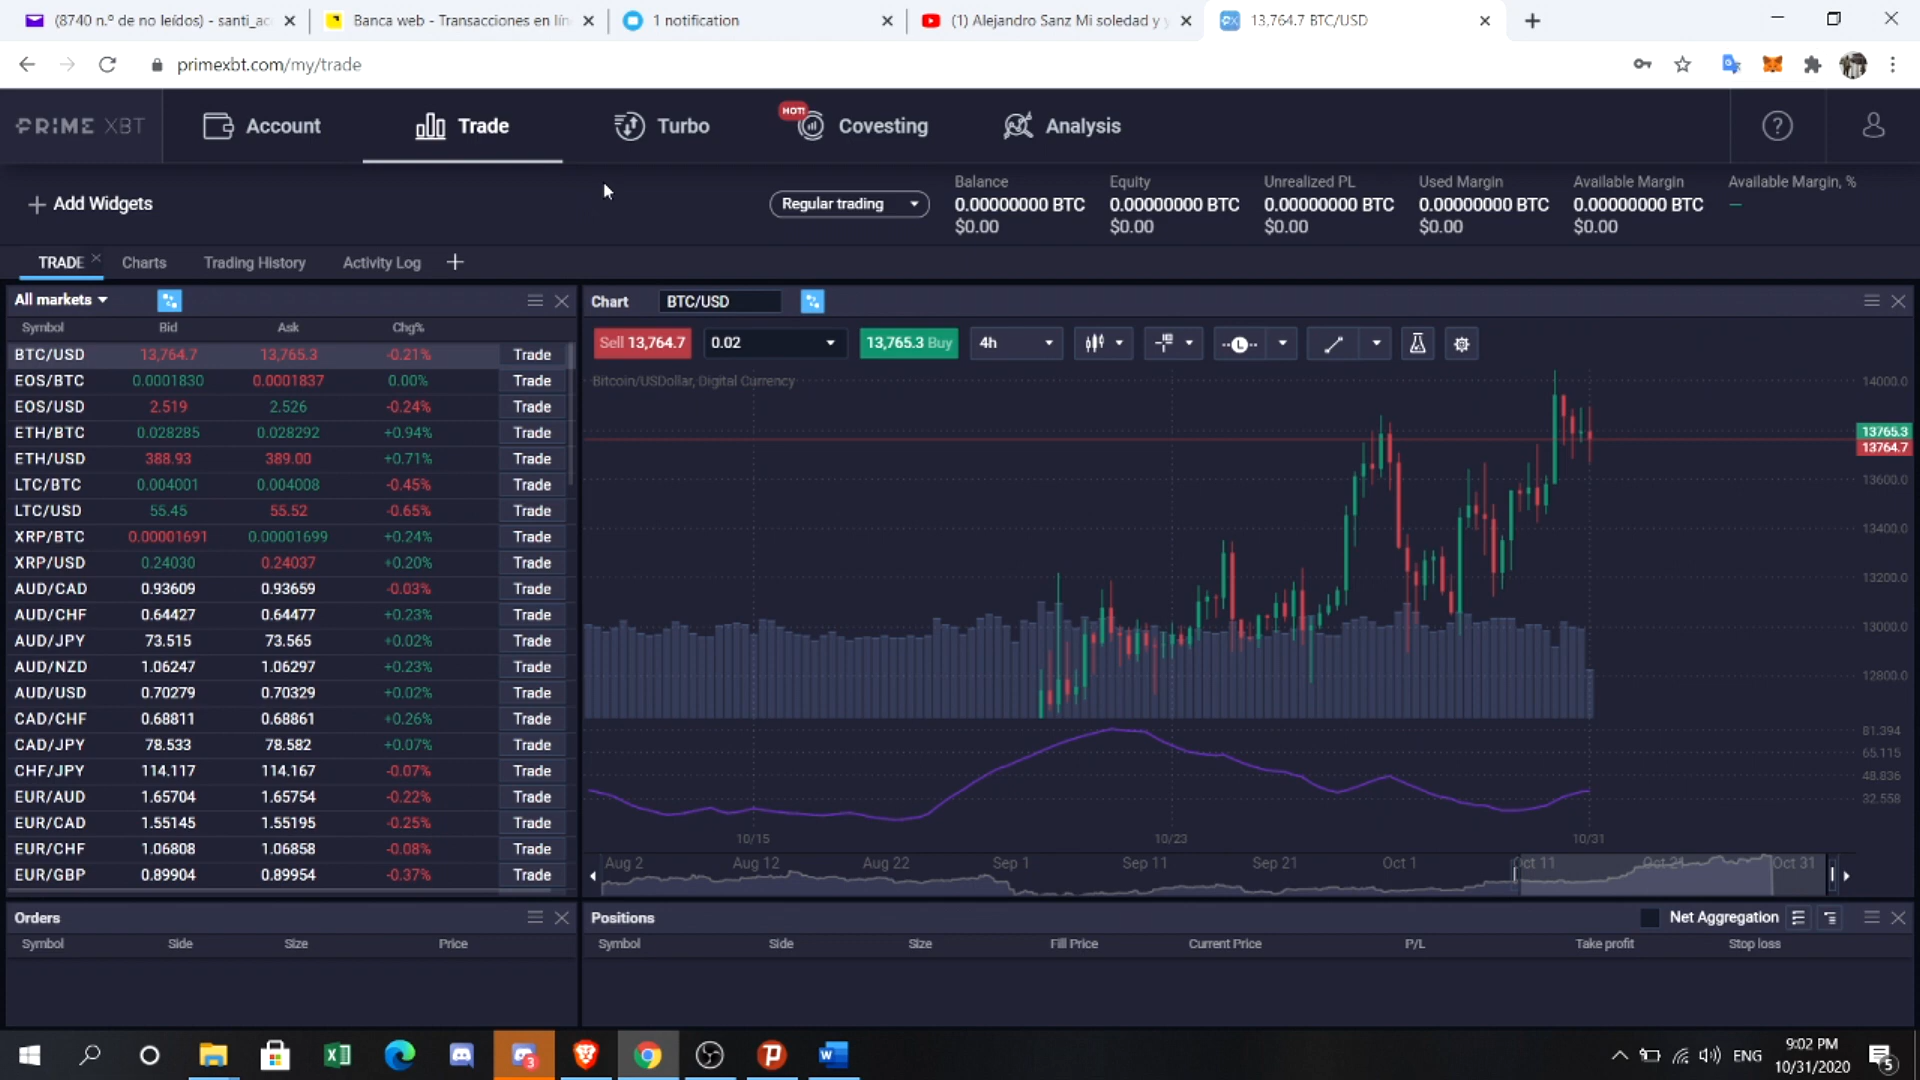 (8740 n.º de no leídos) - santi_ac
Banca web - Transacciones en lín
1 notification
(1) Alejandro Sanz Mi soledad y
13,764.7 BTC/USD
primexbt.com/my/trade
PRIME XBT
Account
Trade
Turbo
HOT!
Covesting
Analysis
Add Widgets
Regular trading
Balance Equity Unrealized PL Used Margin Available Margin Available Margin, %
0.00000000 BTC 0.00000000 BTC 0.00000000 BTC 0.00000000 BTC 0.00000000 BTC –
$0.00 $0.00 $0.00 $0.00 $0.00
TRADE Charts Trading History Activity Log
All markets
Symbol Bid Ask Chg%
BTC/USD 13,764.7 13,765.3 -0.21% Trade
EOS/BTC 0.0001830 0.0001837 0.00% Trade
EOS/USD 2.519 2.526 -0.24% Trade
ETH/BTC 0.028285 0.028292 +0.94% Trade
ETH/USD 388.93 389.00 +0.71% Trade
LTC/BTC 0.004001 0.004008 -0.45% Trade
LTC/USD 55.45 55.52 -0.65% Trade
XRP/BTC 0.00001691 0.00001699 +0.24% Trade
XRP/USD 0.24030 0.24037 +0.20% Trade
AUD/CAD 0.93609 0.93659 -0.03% Trade
AUD/CHF 0.64427 0.64477 +0.23% Trade
AUD/JPY 73.515 73.565 +0.02% Trade
AUD/NZD 1.06247 1.06297 +0.23% Trade
AUD/USD 0.70279 0.70329 +0.02% Trade
CAD/CHF 0.68811 0.68861 +0.26% Trade
CAD/JPY 78.533 78.582 +0.07% Trade
CHF/JPY 114.117 114.167 -0.07% Trade
EUR/AUD 1.65704 1.65754 -0.22% Trade
EUR/CAD 1.55145 1.55195 -0.25% Trade
EUR/CHF 1.06808 1.06858 -0.08% Trade
EUR/GBP 0.89904 0.89954 -0.37% Trade
Chart BTC/USD
Sell 13,764.7 0.02 13,765.3 Buy 4h
Bitcoin/USDollar, Digital Currency
14000.0
13765.3
13764.7
13600.0
13400.0
13200.0
13000.0
12800.0
81.394
65.115
48.836
32.558
10/15 10/23 10/31
Aug 2 Aug 12 Aug 22 Sep 1 Sep 11 Sep 21 Oct 1 Oct 11 Oct 21 Oct 31
Orders
Symbol Side Size Price
Positions
Net Aggregation
Symbol Side Size Fill Price Current Price P/L Take profit Stop loss
3
ENG
9:02 PM
10/31/2020
5